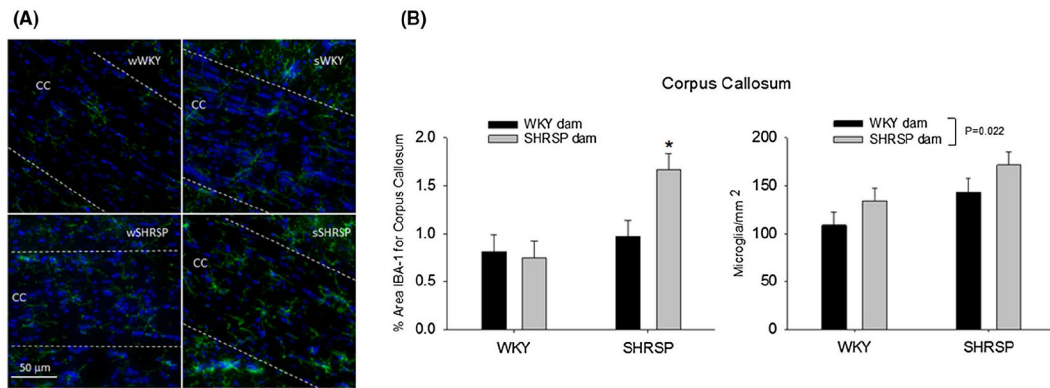 (A)
wWKY
CC
sWKY
CC
wSHRSP
CC
50 µm
sSHRSP
CC
(B)
Corpus Callosum
WKY dam
SHRSP dam
% Area IBA-1 for Corpus Callosum
2.0
1.5
1.0
0.5
0.0
*
WKY
SHRSP
WKY dam
SHRSP dam
P=0.022
Microglia/mm 2
200
150
100
50
0
WKY
SHRSP